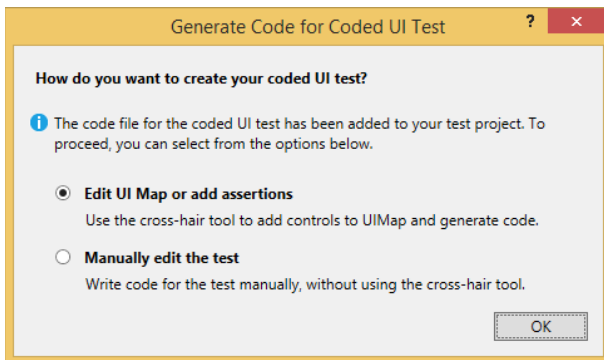 Generate Code for Coded UI Test ? ×
How do you want to create your coded UI test?
The code file for the coded UI test has been added to your test project. To
proceed, you can select from the options below.
Edit UI Map or add assertions
Use the cross-hair tool to add controls to UIMap and generate code.
Manually edit the test
Write code for the test manually, without using the cross-hair tool.
OK